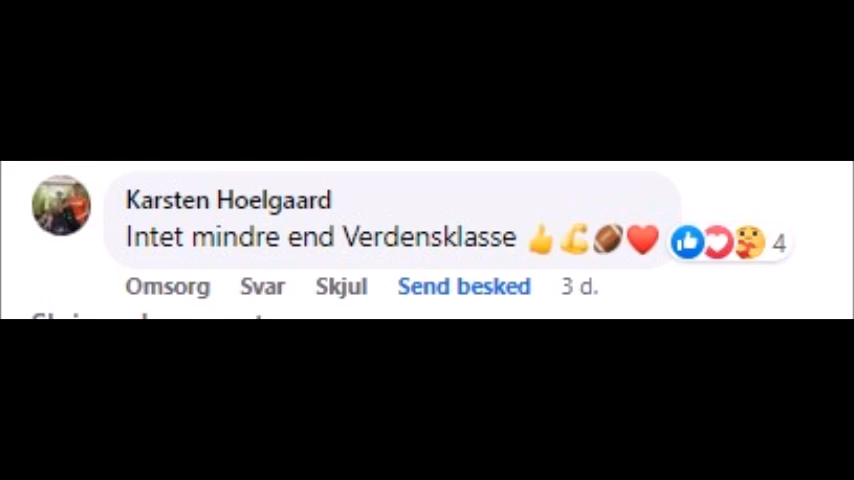 Karsten Hoelgaard
Intet mindre end Verdensklasse 👍💪🏈❤️ 4
Omsorg Svar Skjul Send besked 3 d.